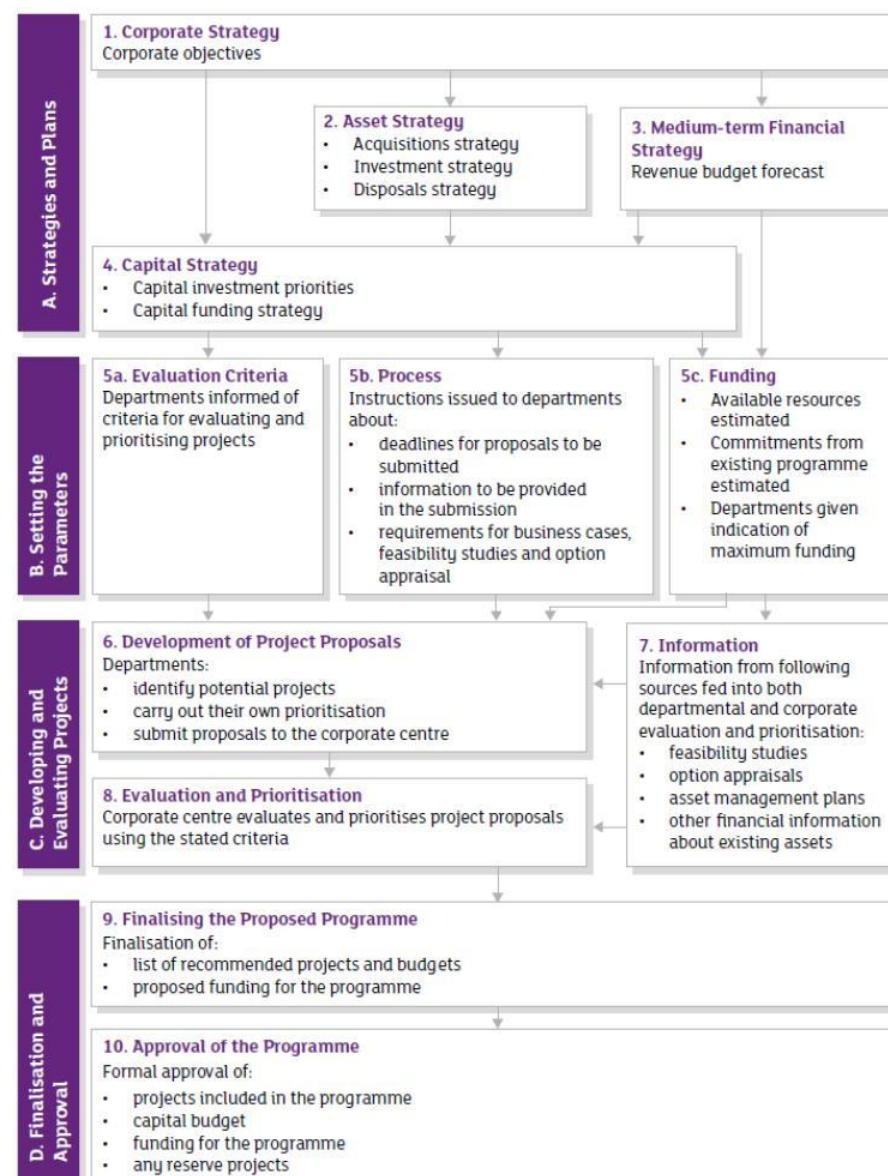 A. Strategies and Plans
1. Corporate Strategy
Corporate objectives
2. Asset Strategy
• Acquisitions strategy
• Investment strategy
• Disposals strategy
3. Medium-term Financial
Strategy
Revenue budget forecast
4. Capital Strategy
• Capital investment priorities
• Capital funding strategy
B. Setting the
Parameters
5a. Evaluation Criteria
Departments informed of
criteria for evaluating and
prioritising projects
5b. Process
Instructions issued to departments
about:
• deadlines for proposals to be
submitted
• information to be provided
in the submission
• requirements for business cases,
feasibility studies and option
appraisal
5c. Funding
• Available resources
estimated
• Commitments from
existing programme
estimated
• Departments given
indication of
maximum funding
C. Developing and
Evaluating Projects
6. Development of Project Proposals
Departments:
• identify potential projects
• carry out their own prioritisation
• submit proposals to the corporate centre
7. Information
Information from following
sources fed into both
departmental and corporate
evaluation and prioritisation:
• feasibility studies
• option appraisals
• asset management plans
• other financial information
about existing assets
8. Evaluation and Prioritisation
Corporate centre evaluates and prioritises project proposals
using the stated criteria
D. Finalisation and
Approval
9. Finalising the Proposed Programme
Finalisation of:
• list of recommended projects and budgets
• proposed funding for the programme
10. Approval of the Programme
Formal approval of:
• projects included in the programme
• capital budget
• funding for the programme
• any reserve projects